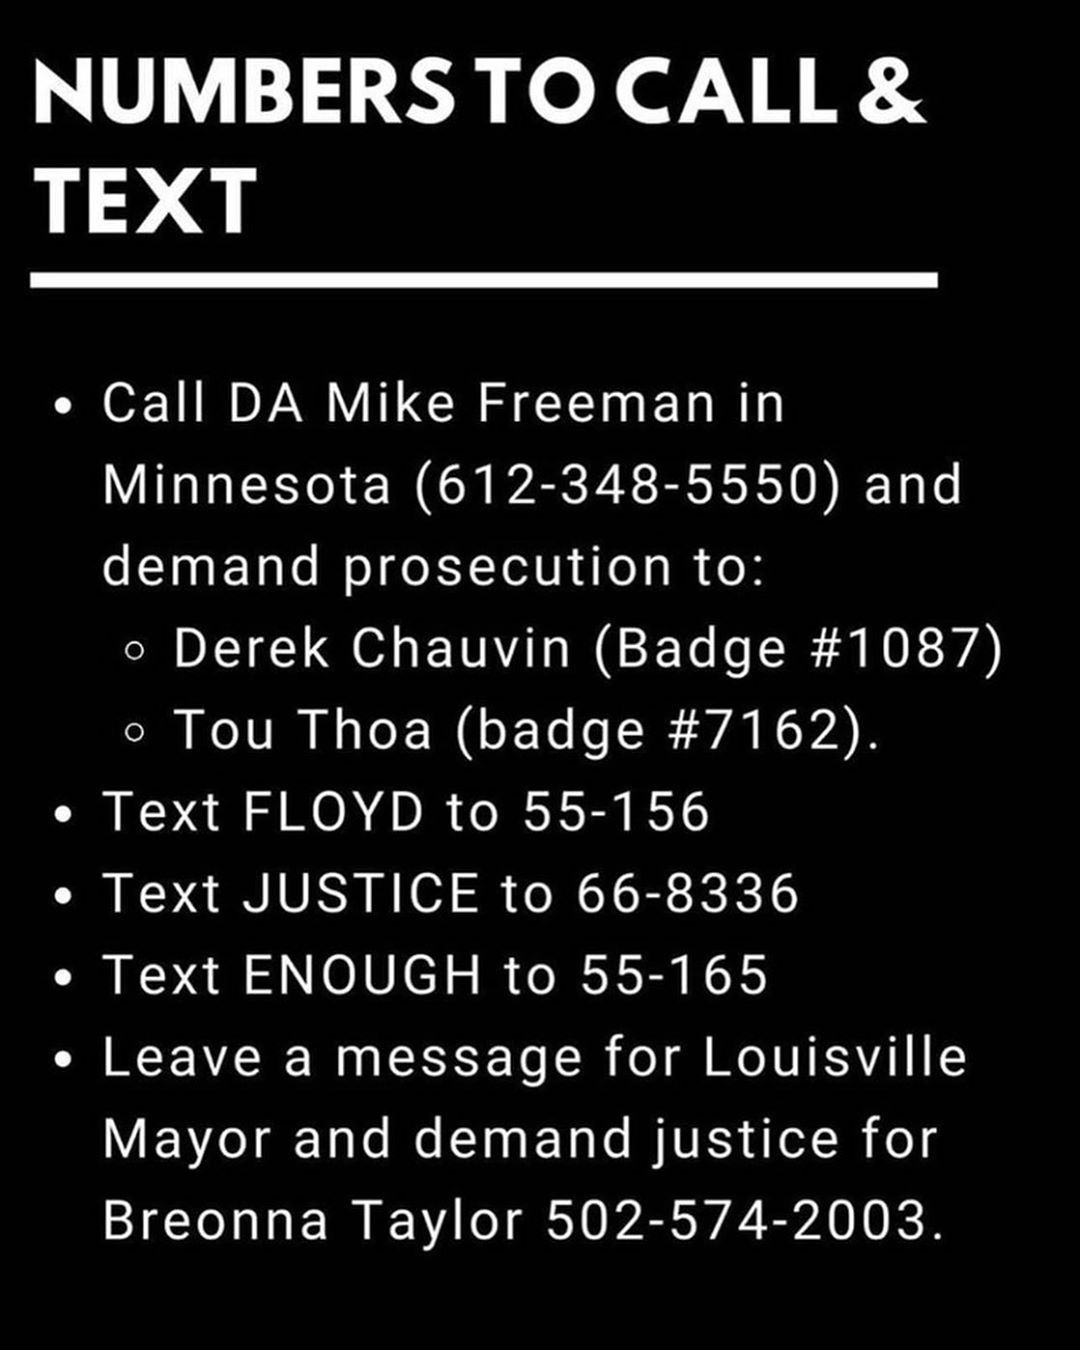 NUMBERS TO CALL &
TEXT
• Call DA Mike Freeman in
Minnesota (612-348-5550) and
demand prosecution to:
◦ Derek Chauvin (Badge #1087)
◦ Tou Thoa (badge #7162).
• Text FLOYD to 55-156
• Text JUSTICE to 66-8336
• Text ENOUGH to 55-165
• Leave a message for Louisville
Mayor and demand justice for
Breonna Taylor 502-574-2003.